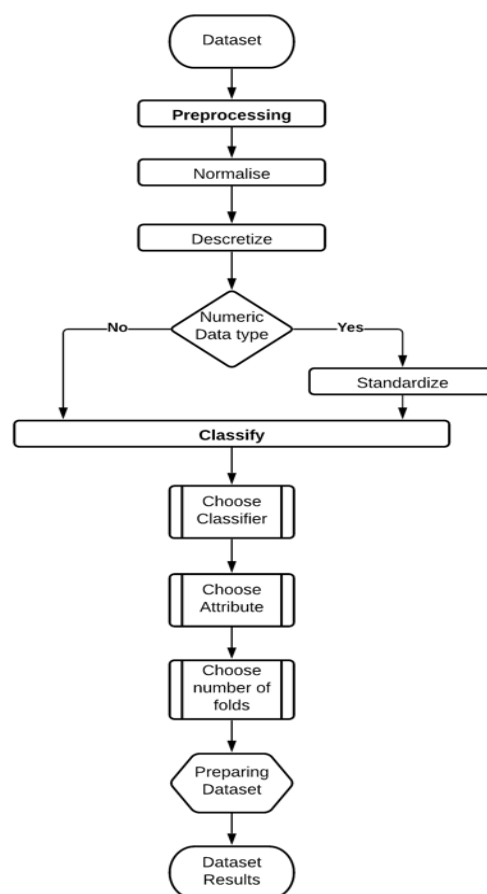 Dataset
Preprocessing
Normalise
Descretize
Numeric
Data type
No
Yes
Standardize
Classify
Choose
Classifier
Choose
Attribute
Choose
number of
folds
Preparing
Dataset
Dataset
Results